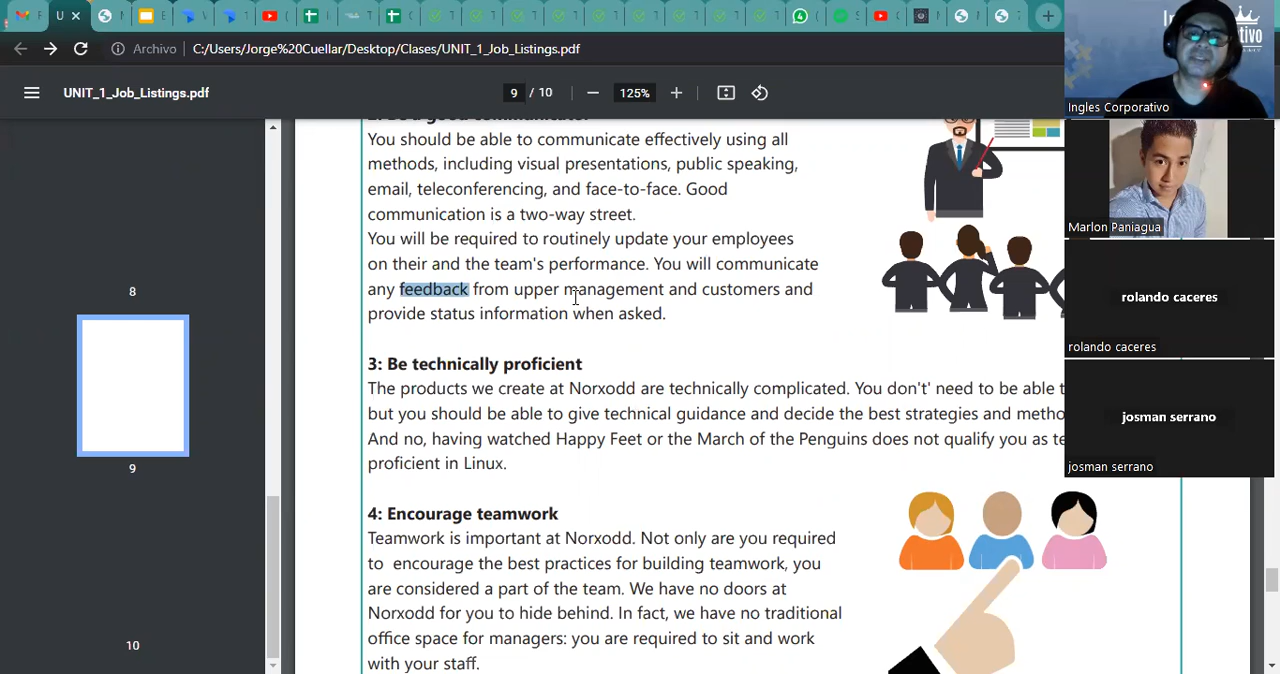 U
Archivo
C:/Users/Jorge%20Cuellar/Desktop/Clases/UNIT_1_Job_Listings.pdf
UNIT_1_Job_Listings.pdf
9 / 10
125%
8
9
10
You should be able to communicate effectively using all
methods, including visual presentations, public speaking,
email, teleconferencing, and face-to-face. Good
communication is a two-way street.
You will be required to routinely update your employees
on their and the team's performance. You will communicate
any feedback from upper management and customers and
provide status information when asked.
3: Be technically proficient
The products we create at Norxodd are technically complicated. You don't' need to be able
but you should be able to give technical guidance and decide the best strategies and
And no, having watched Happy Feet or the March of the Penguins does not qualify you as
proficient in Linux.
4: Encourage teamwork
Teamwork is important at Norxodd. Not only are you required
to encourage the best practices for building teamwork, you
are considered a part of the team. We have no doors at
Norxodd for you to hide behind. In fact, we have no traditional
office space for managers: you are required to sit and work
with your staff.
Ingles Corporativo
Marlon Paniagua
rolando caceres
rolando caceres
josman serrano
josman serrano